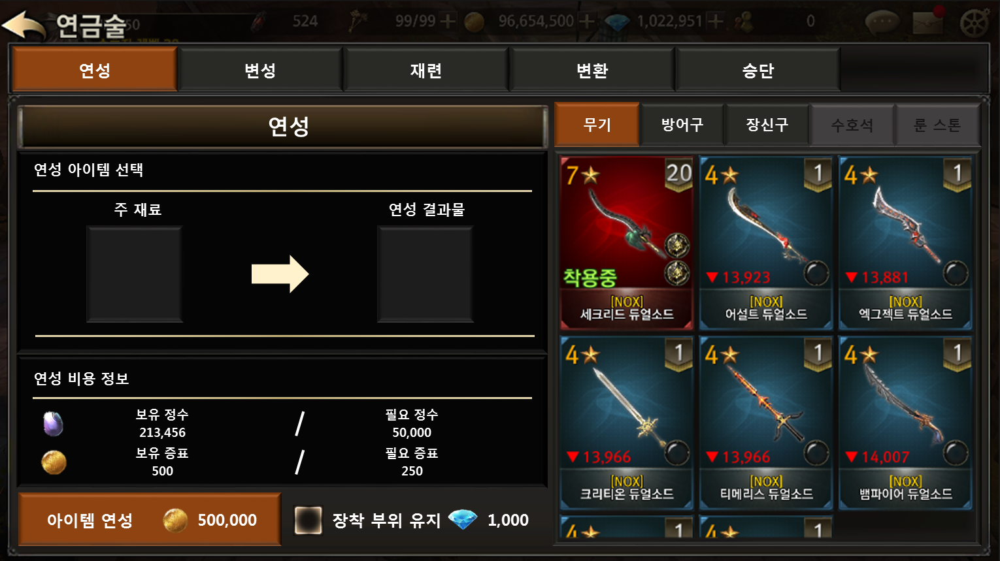 연금술
50
524
99/99
96,654,500
1,022,951
0
연성
변성
재련
변환
승단
연성
연성 아이템 선택
주 재료
연성 결과물
연성 비용 정보
보유 정수
213,456
/
필요 정수
50,000
보유 증표
500
/
필요 증표
250
아이템 연성
500,000
장착 부위 유지
1,000
무기
방어구
장신구
수호석
룬 스톤
7
20
착용중
[NOX]
세크리드 듀얼소드
4
1
13,923
[NOX]
어설트 듀얼소드
4
1
13,881
[NOX]
엑그젝트 듀얼소드
4
1
13,966
[NOX]
크리티온 듀얼소드
4
1
13,966
[NOX]
티메리스 듀얼소드
4
1
14,007
[NOX]
뱀파이어 듀얼소드
4
1
4
1